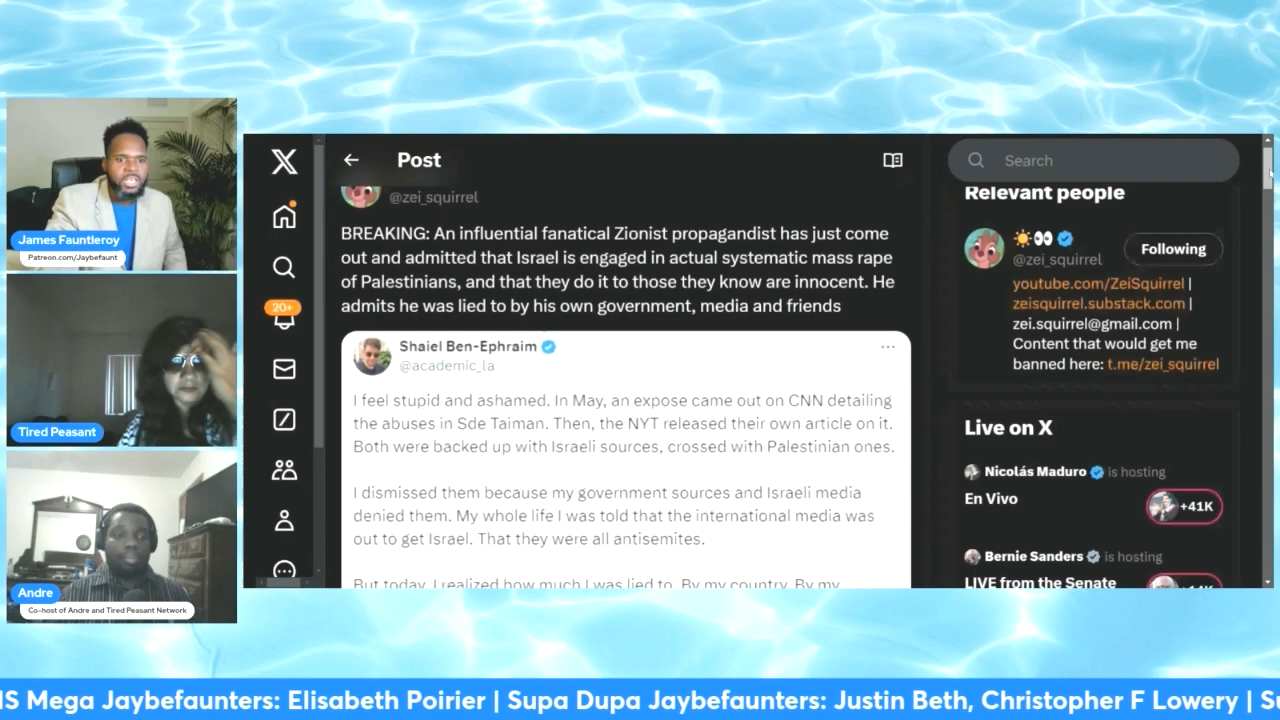 James Fauntleroy
Patreon.com/Jaybefaunt
Tired Peasant
Andre
Co-host of Andre and Tired Peasant Network
20+
Post
@zei_squirrel
BREAKING: An influential fanatical Zionist propagandist has just come
out and admitted that Israel is engaged in actual systematic mass rape
of Palestinians, and that they do it to those they know are innocent. He
admits he was lied to by his own government, media and friends
Shaiel Ben-Ephraim
@academic_la
I feel stupid and ashamed. In May, an expose came out on CNN detailing
the abuses in Sde Taiman. Then, the NYT released their own article on it.
Both were backed up with Israeli sources, crossed with Palestinian ones.
I dismissed them because my government sources and Israeli media
denied them. My whole life I was told that the international media was
out to get Israel. That they were all antisemites.
But today, I realized how much I was lied to. By my country. By my
Search
Relevant people
@zei_squirrel
Following
youtube.com/ZeiSquirrel |
zeisquirrel.substack.com |
zei.squirrel@gmail.com |
Content that would get me
banned here: t.me/zei_squirrel
Live on X
Nicolás Maduro is hosting
En Vivo
+41K
Bernie Sanders is hosting
LIVE from the Senate
IS Mega Jaybefaunters: Elisabeth Poirier | Supa Dupa Jaybefaunters: Justin Beth, Christopher F Lowery | Su